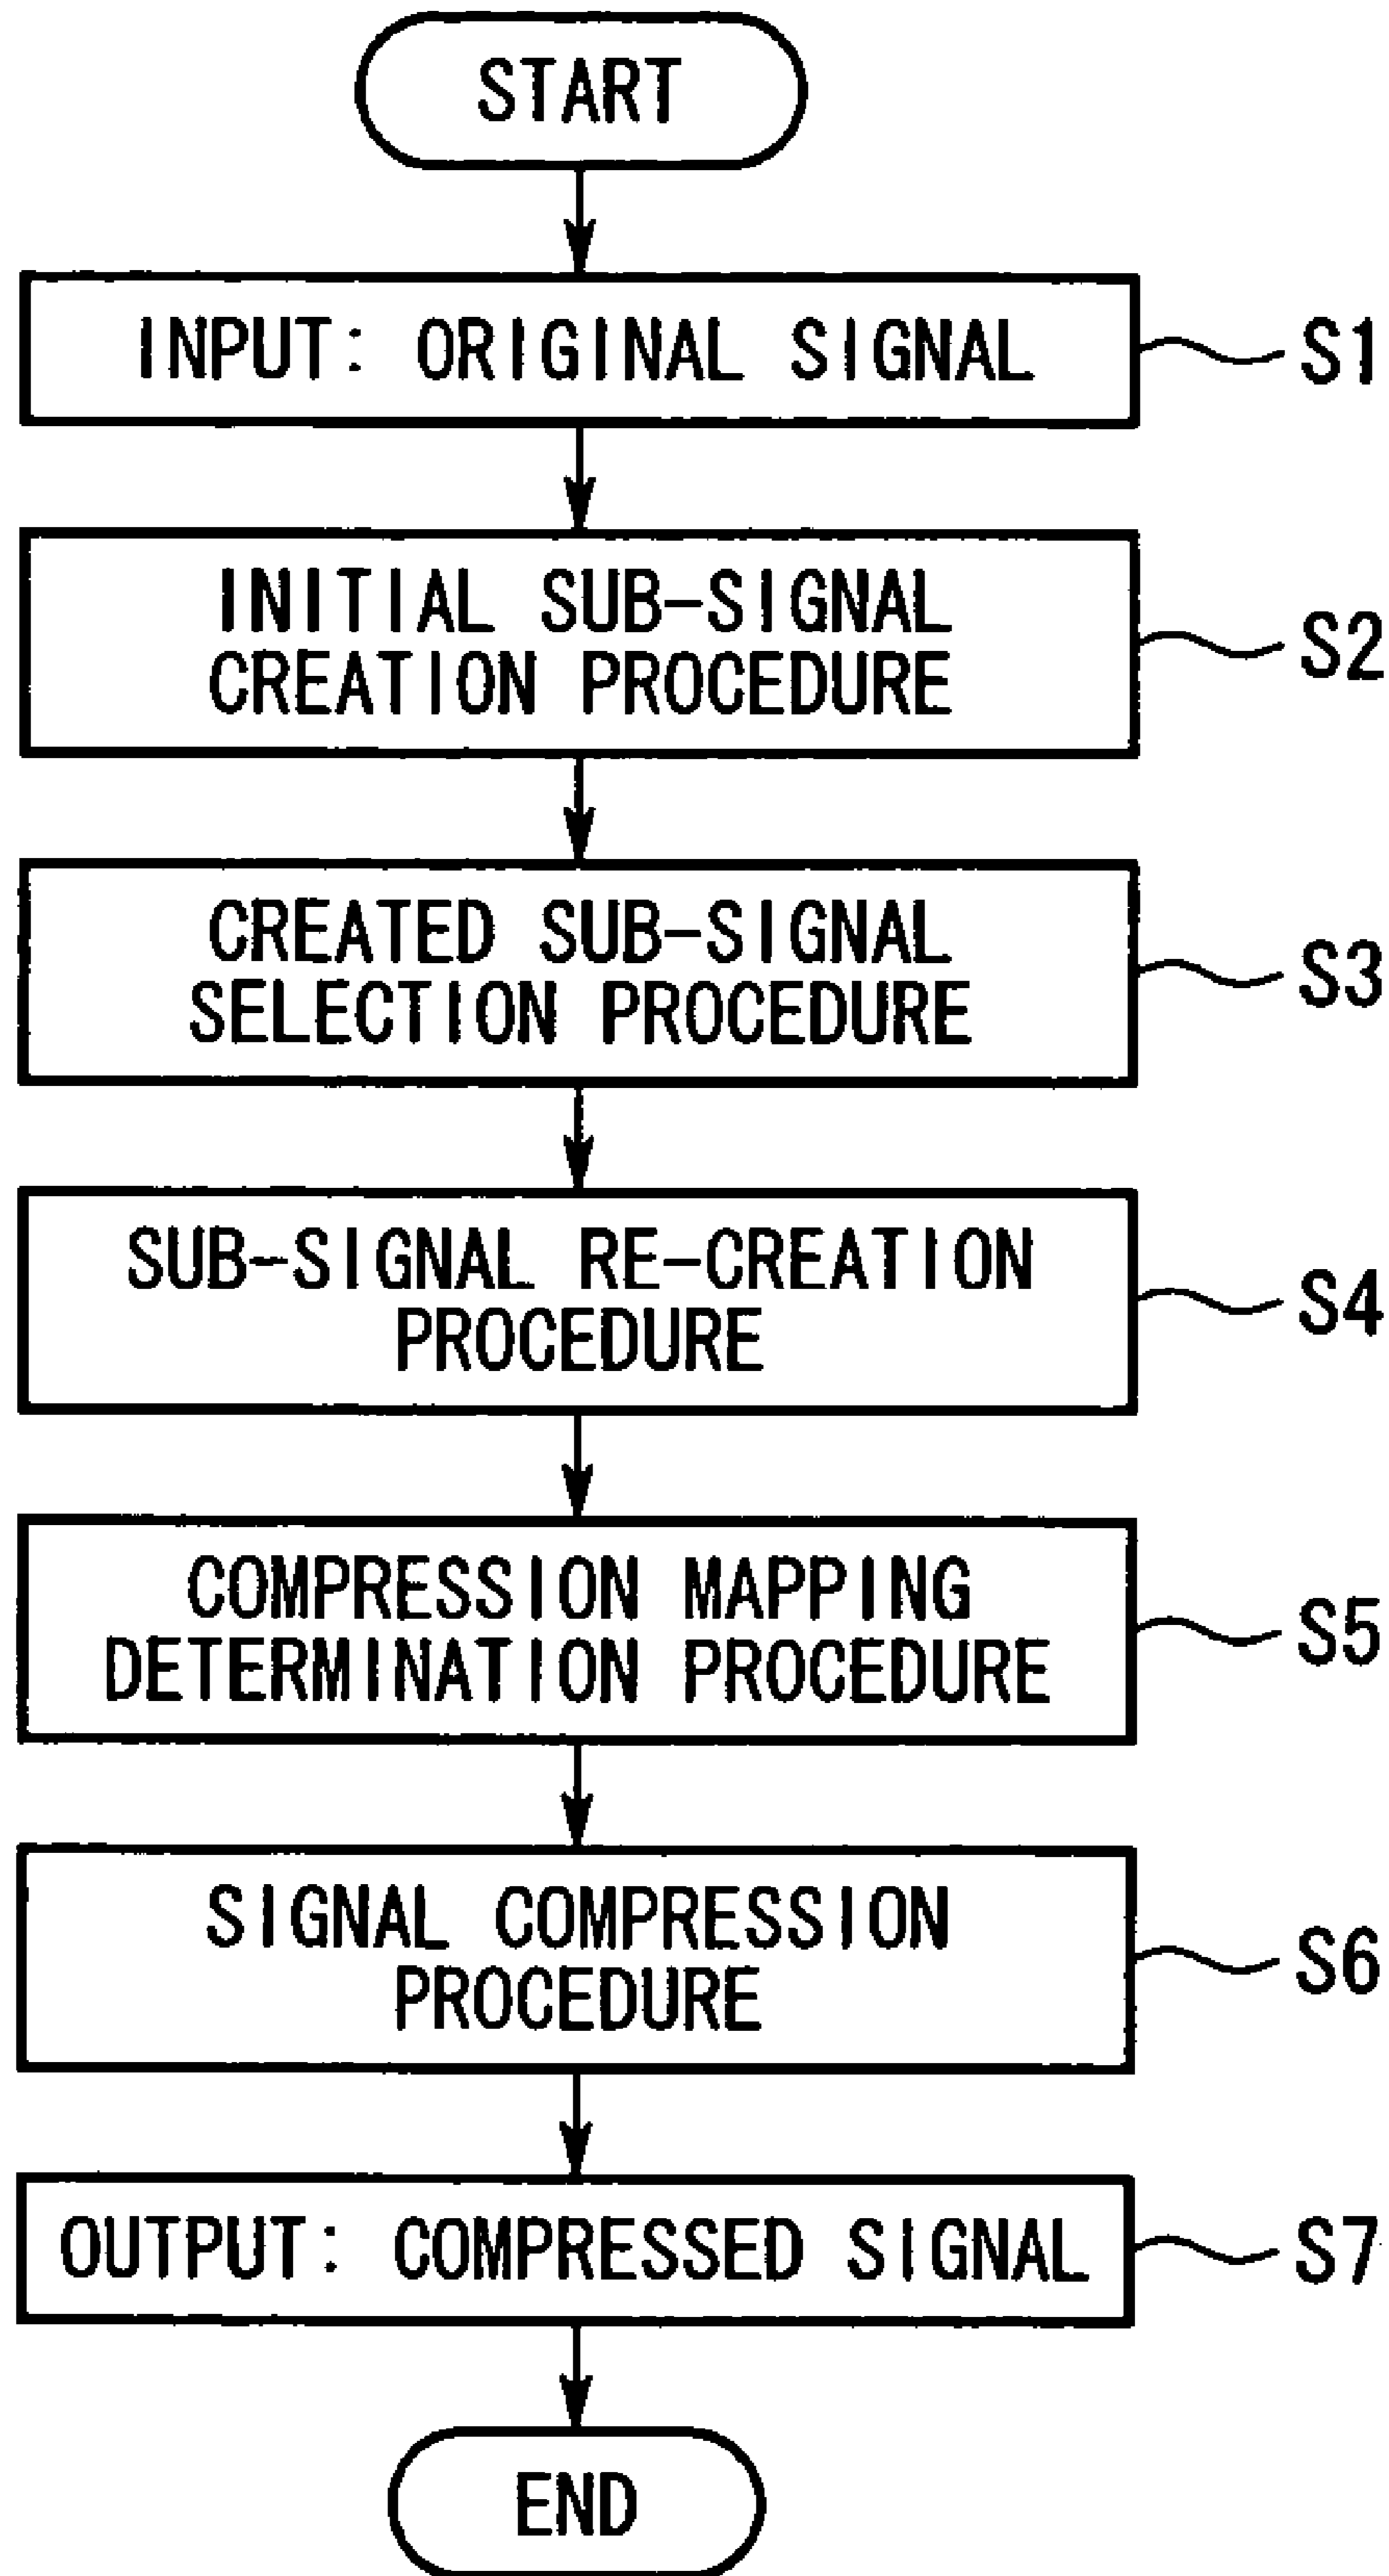 START
INPUT: ORIGINAL SIGNAL
S1
INITIAL SUB-SIGNAL
CREATION PROCEDURE
S2
CREATED SUB-SIGNAL
SELECTION PROCEDURE
S3
SUB-SIGNAL RE-CREATION
PROCEDURE
S4
COMPRESSION MAPPING
DETERMINATION PROCEDURE
S5
SIGNAL COMPRESSION
PROCEDURE
S6
OUTPUT: COMPRESSED SIGNAL
S7
END